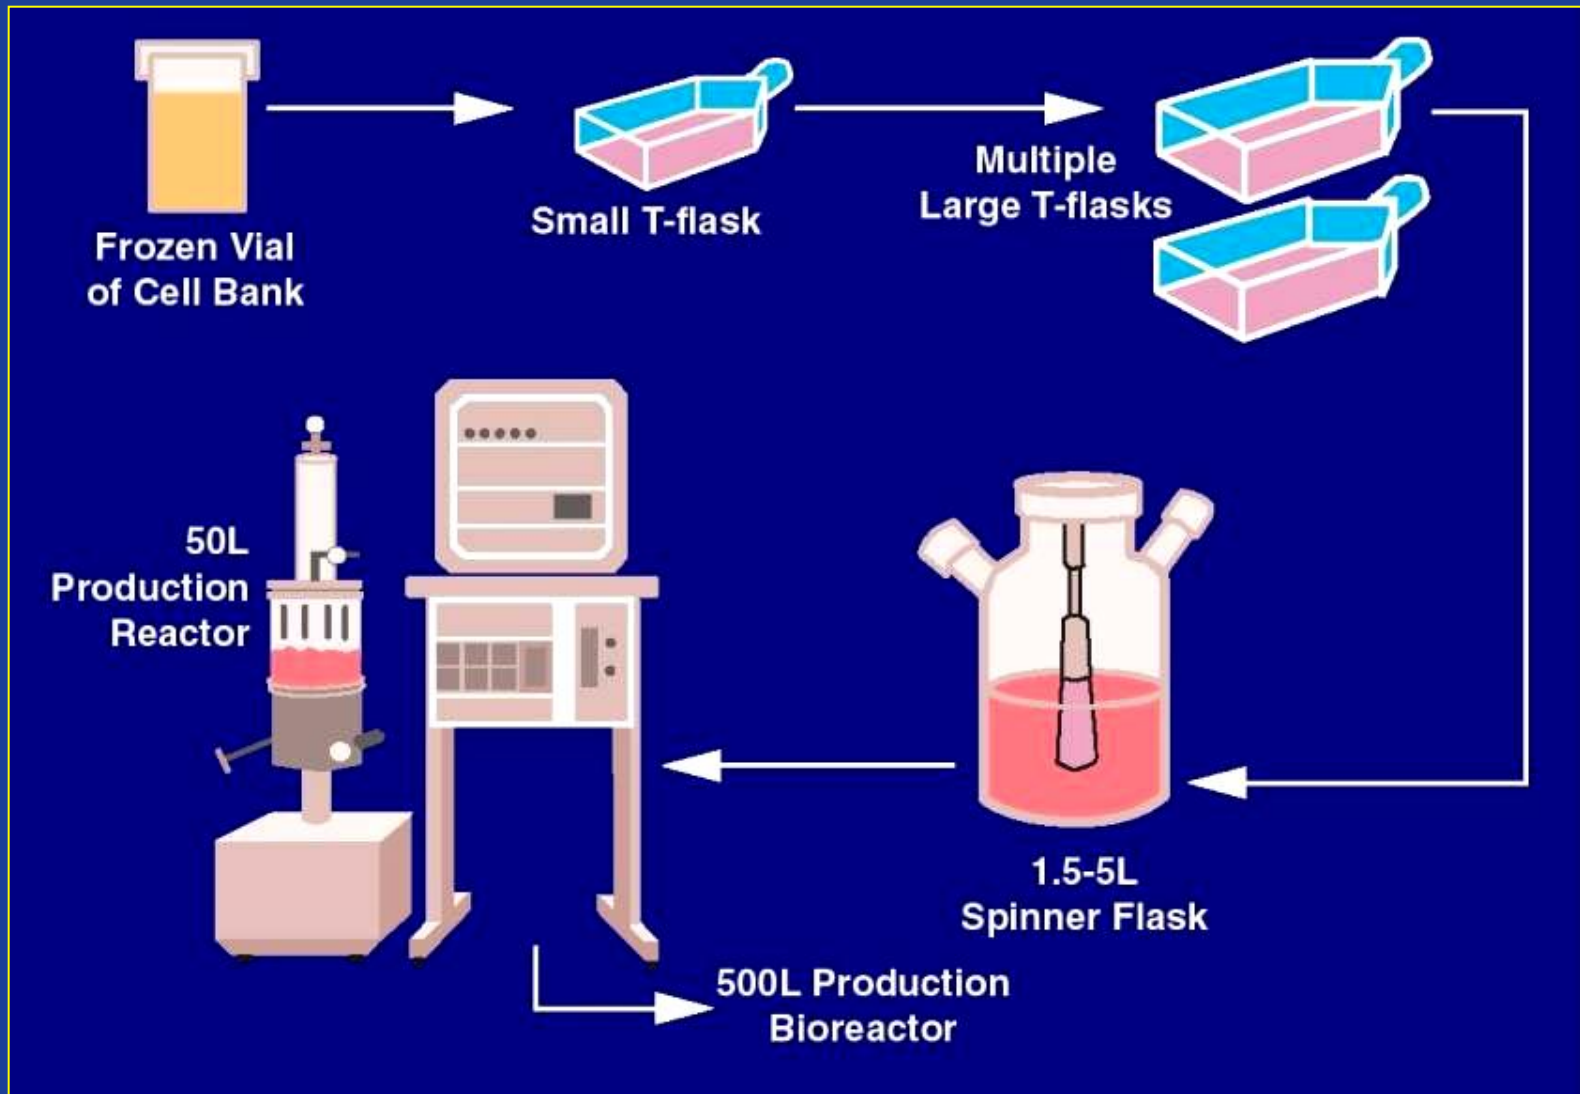 Frozen Vial
of Cell Bank
Small T-flask
Multiple
Large T-flasks
50L
Production
Reactor
1.5-5L
Spinner Flask
500L Production
Bioreactor